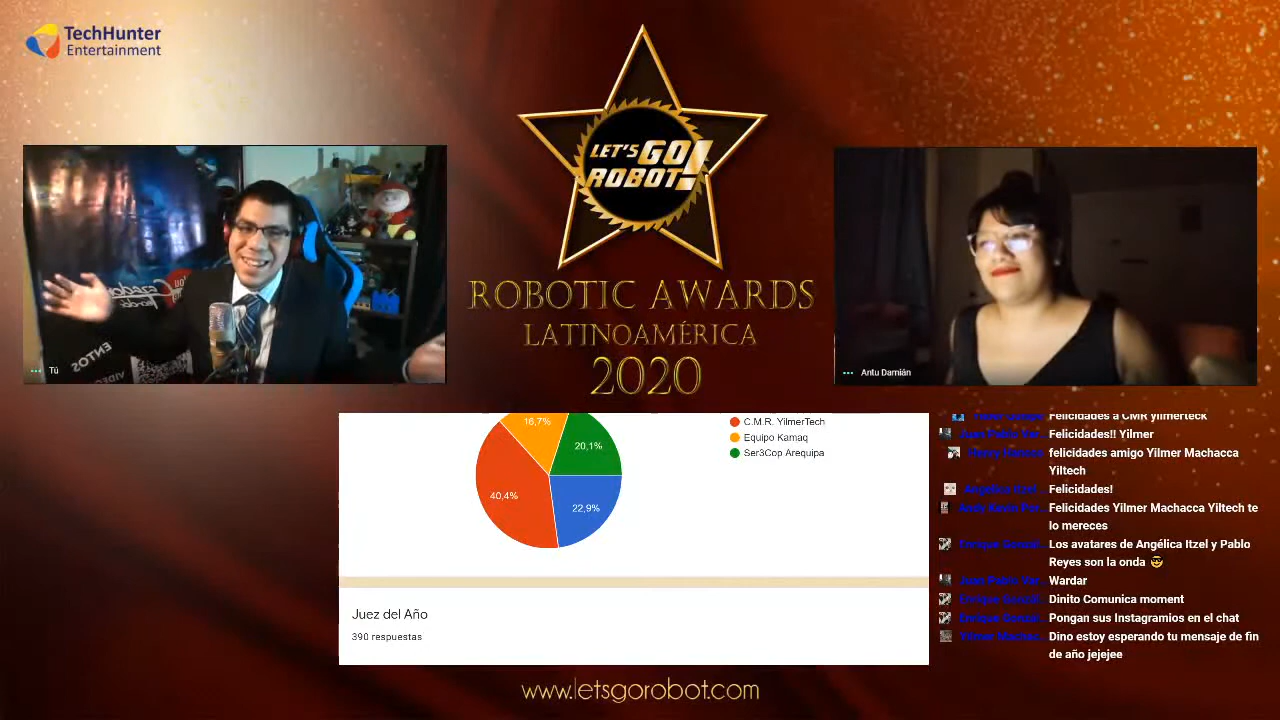 TechHunter
Entertainment
LET'S GO
ROBOT!
ROBOTIC AWARDS
LATINOAMÉRICA
2020
Tú
Antu Damián
16,7%
20,1%
40,4%
22,9%
C.M.R. YilmerTech
Equipo Kamaq
Ser3Cop Arequipa
Juez del Año
390 respuestas
Felicidades a CMR yilmerteck
Felicidades!! Yilmer
felicidades amigo Yilmer Machacca
Yiltech
Felicidades!
Felicidades Yilmer Machacca Yiltech te
lo mereces
Los avatares de Angélica Itzel y Pablo
Reyes son la onda
Wardar
Dinito Comunica moment
Pongan sus Instagramios en el chat
Dino estoy esperando tu mensaje de fin
de año jejejee
www.letsgorobot.com